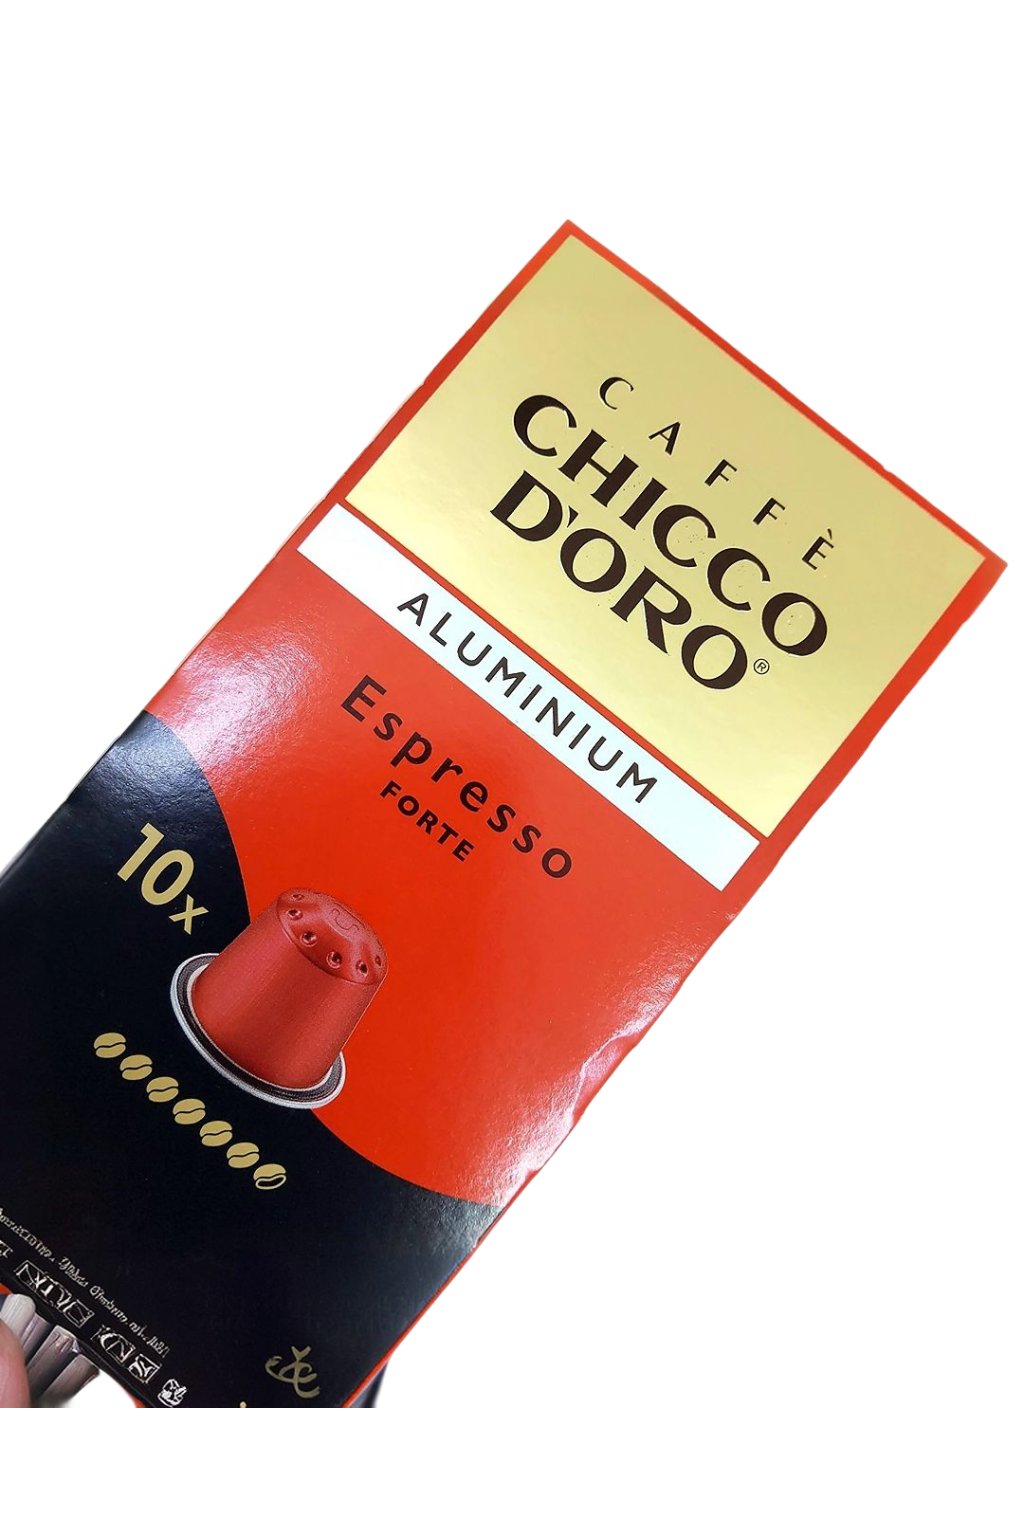 CAFFÈ
CHICCO
D'ORO®
ALUMINIUM
Espresso
FORTE
10x